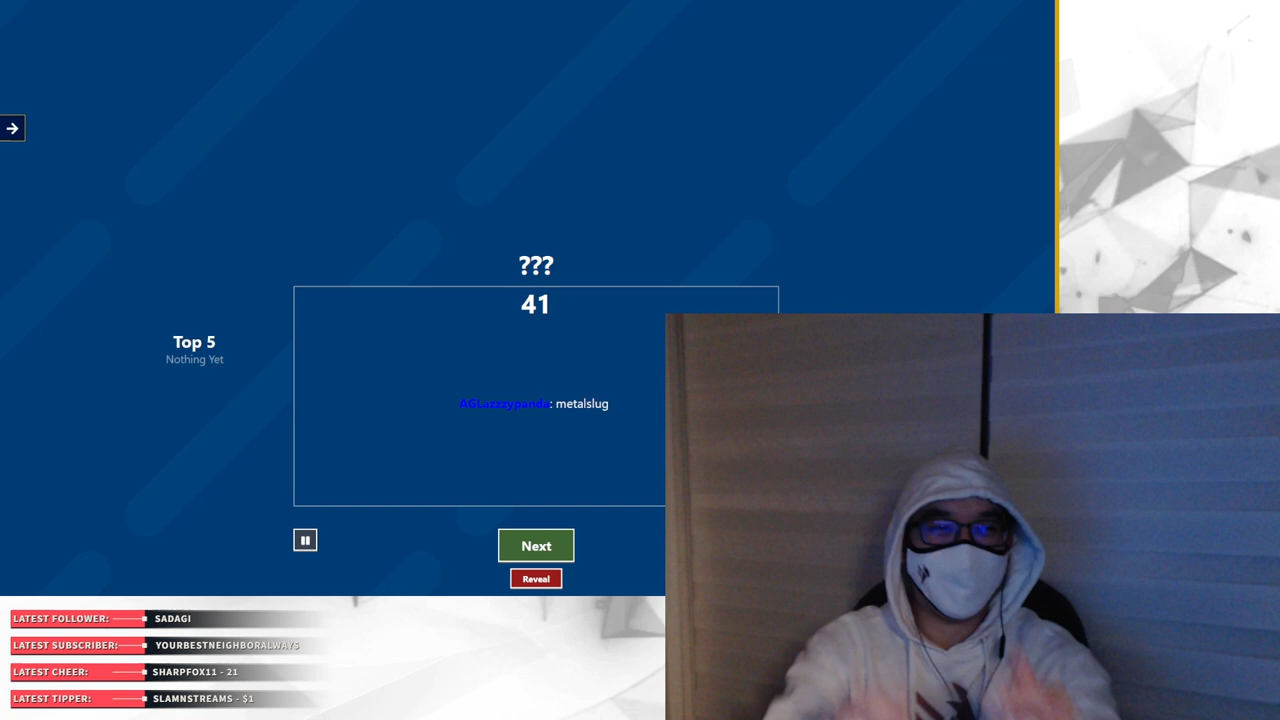 ???
41
Top 5
Nothing Yet
AGLazzzypanda: metalslug
Next
Reveal
LATEST FOLLOWER: SADAGI
LATEST SUBSCRIBER: YOURBESTNEIGHBORALWAYS
LATEST CHEER: SHARPFOX11 - 21
LATEST TIPPER: SLAMNSTREAMS - $1